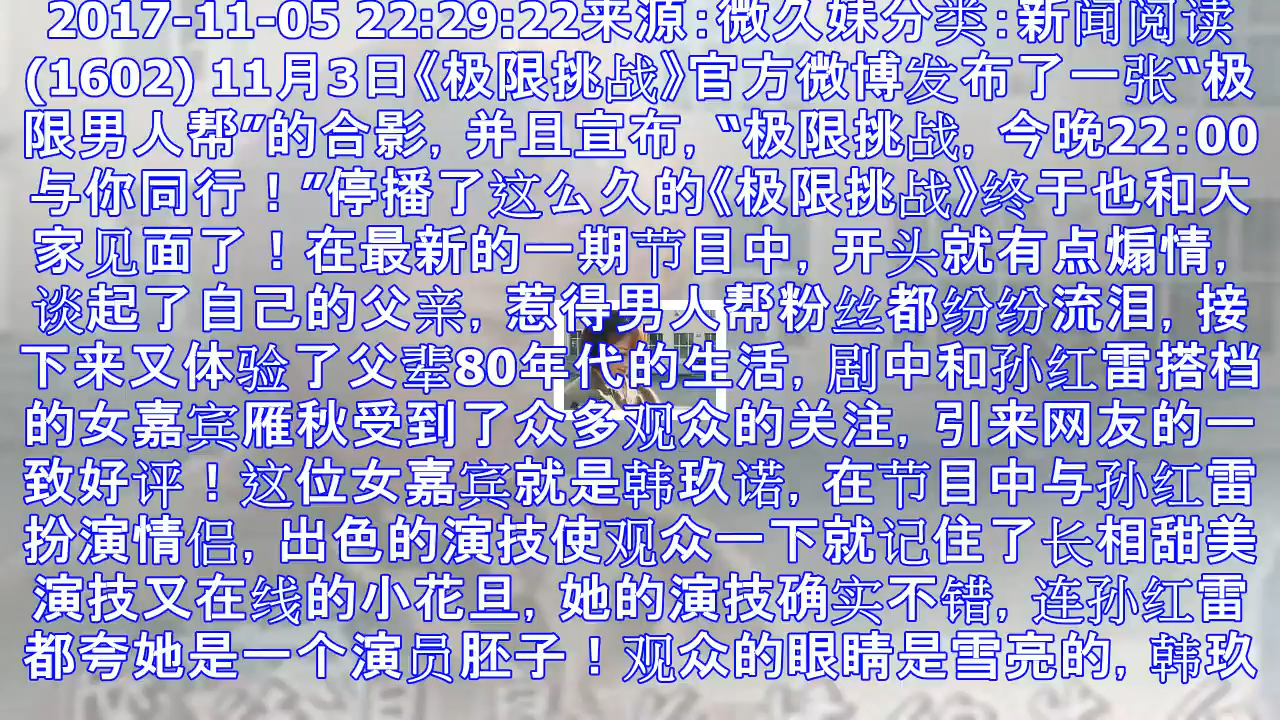 2017-11-05 22:29:22来源:微久妹分类:新闻阅读
(1602) 11月3日《极限挑战》官方微博发布了一张“极
限男人帮”的合影, 并且宣布, “极限挑战, 今晚22:00
与你同行！”停播了这么久的《极限挑战》终于也和大
家见面了！在最新的一期节目中, 开头就有点煽情,
谈起了自己的父亲, 惹得男人帮粉丝都纷纷流泪, 接
下来又体验了父辈80年代的生活, 剧中和孙红雷搭档
的女嘉宾雁秋受到了众多观众的关注, 引来网友的一
致好评！这位女嘉宾就是韩玖诺, 在节目中与孙红雷
扮演情侣, 出色的演技使观众一下就记住了长相甜美
演技又在线的小花旦, 她的演技确实不错, 连孙红雷
都夸她是一个演员胚子！观众的眼睛是雪亮的, 韩玖